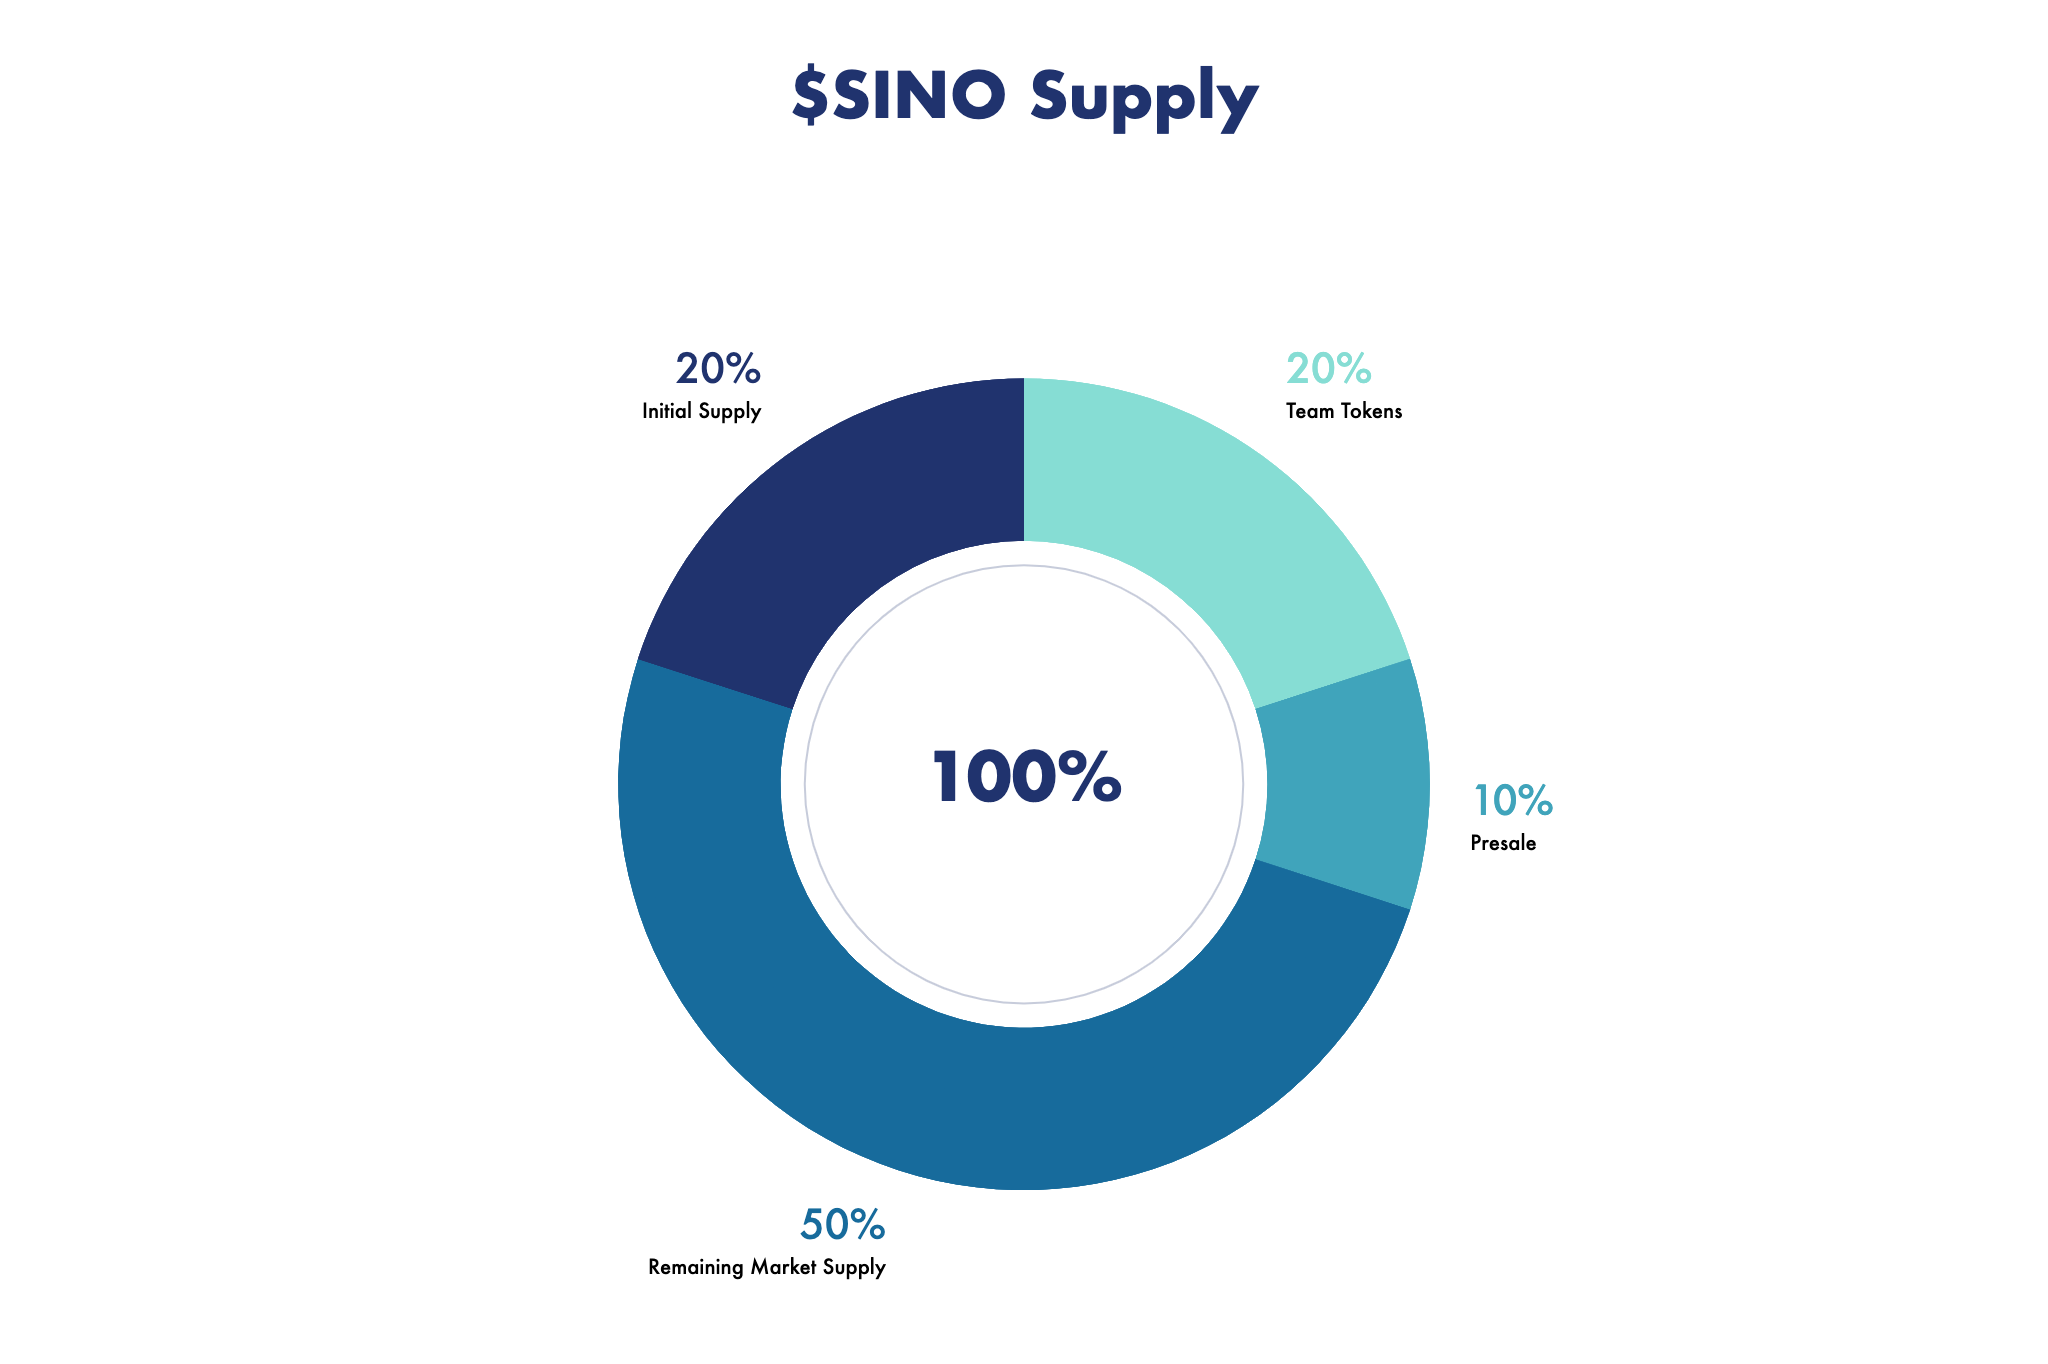 $SINO Supply
20%
Initial Supply
20%
Team Tokens
100%
10%
Presale
50%
Remaining Market Supply